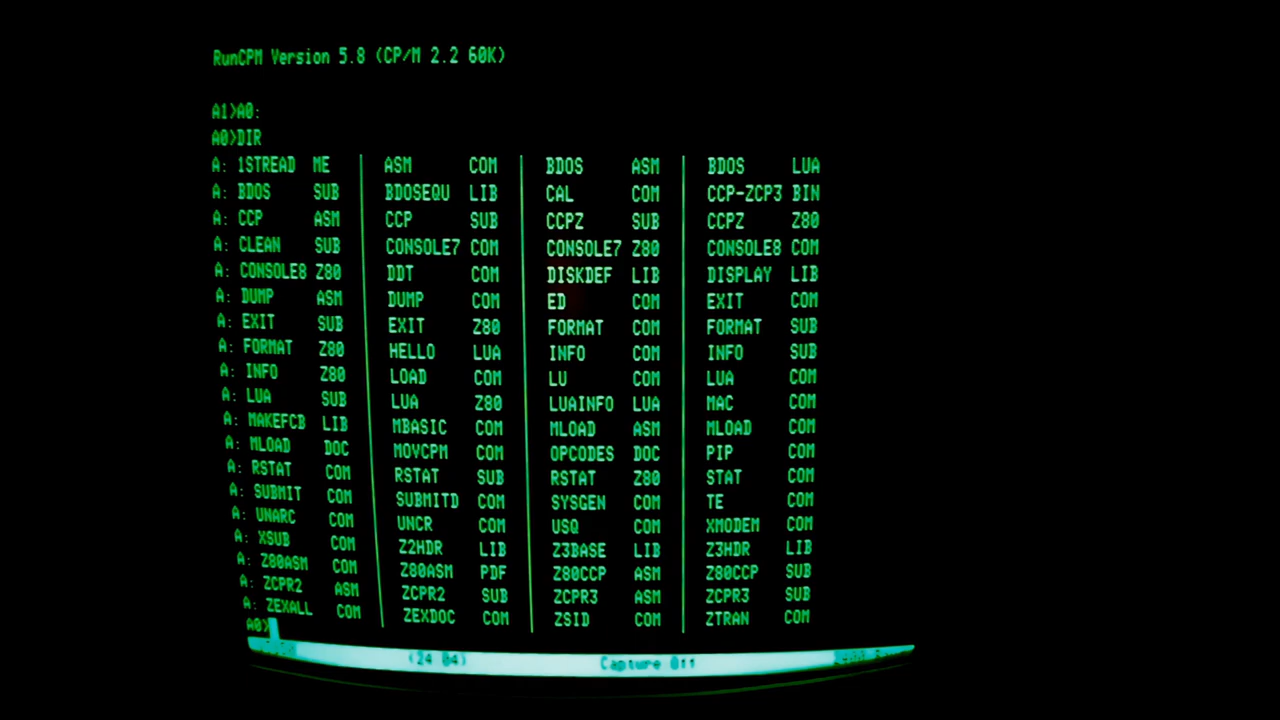 RunCPM Version 5.8 (CP/M 2.2 60K)
A1>A0:
A0>DIR
A: 1STREAD ME | ASM COM | BDOS ASM | BDOS LUA
A: BDOS SUB | BDOSEQU LIB | CAL COM | CCP-ZCP3 BIN
A: CCP ASM | CCP SUB | CCPZ SUB | CCPZ Z80
A: CLEAN SUB | CONSOLE7 COM | CONSOLE7 Z80 | CONSOLE8 COM
A: CONSOLE8 Z80 | DDT COM | DISKDEF LIB | DISPLAY LIB
A: DUMP ASM | DUMP COM | ED COM | EXIT COM
A: EXIT SUB | EXIT Z80 | FORMAT COM | FORMAT SUB
A: FORMAT Z80 | HELLO LUA | INFO COM | INFO SUB
A: INFO Z80 | LOAD COM | LU COM | LUA COM
A: LUA SUB | LUA Z80 | LUAINFO LUA | MAC COM
A: MAKEFCB LIB | MBASIC COM | MLOAD ASM | MLOAD COM
A: MLOAD DOC | MOVCPM COM | OPCODES DOC | PIP COM
A: RSTAT COM | RSTAT SUB | RSTAT Z80 | STAT COM
A: SUBMIT COM | SUBMITD COM | SYSGEN COM | TE COM
A: UNARC COM | UNCR COM | USQ COM | XMODEM COM
A: XSUB COM | Z2HDR LIB | Z3BASE LIB | Z3HDR LIB
A: Z80ASM COM | Z80ASM PDF | Z80CCP ASM | Z80CCP SUB
A: ZCPR2 ASM | ZCPR2 SUB | ZCPR3 ASM | ZCPR3 SUB
A: ZEXALL COM | ZEXDOC COM | ZSID COM | ZTRAN COM
A0>
(24 04) Capture Off